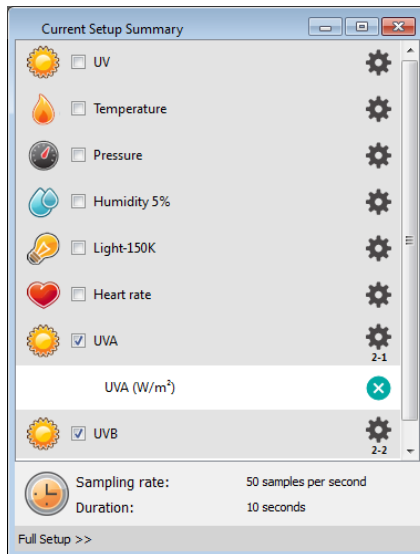 Current Setup Summary
UV
Temperature
Pressure
Humidity 5%
Light-150K
Heart rate
UVA
2-1
UVA (W/m²)
UVB
2-2
Sampling rate: 50 samples per second
Duration: 10 seconds
Full Setup >>